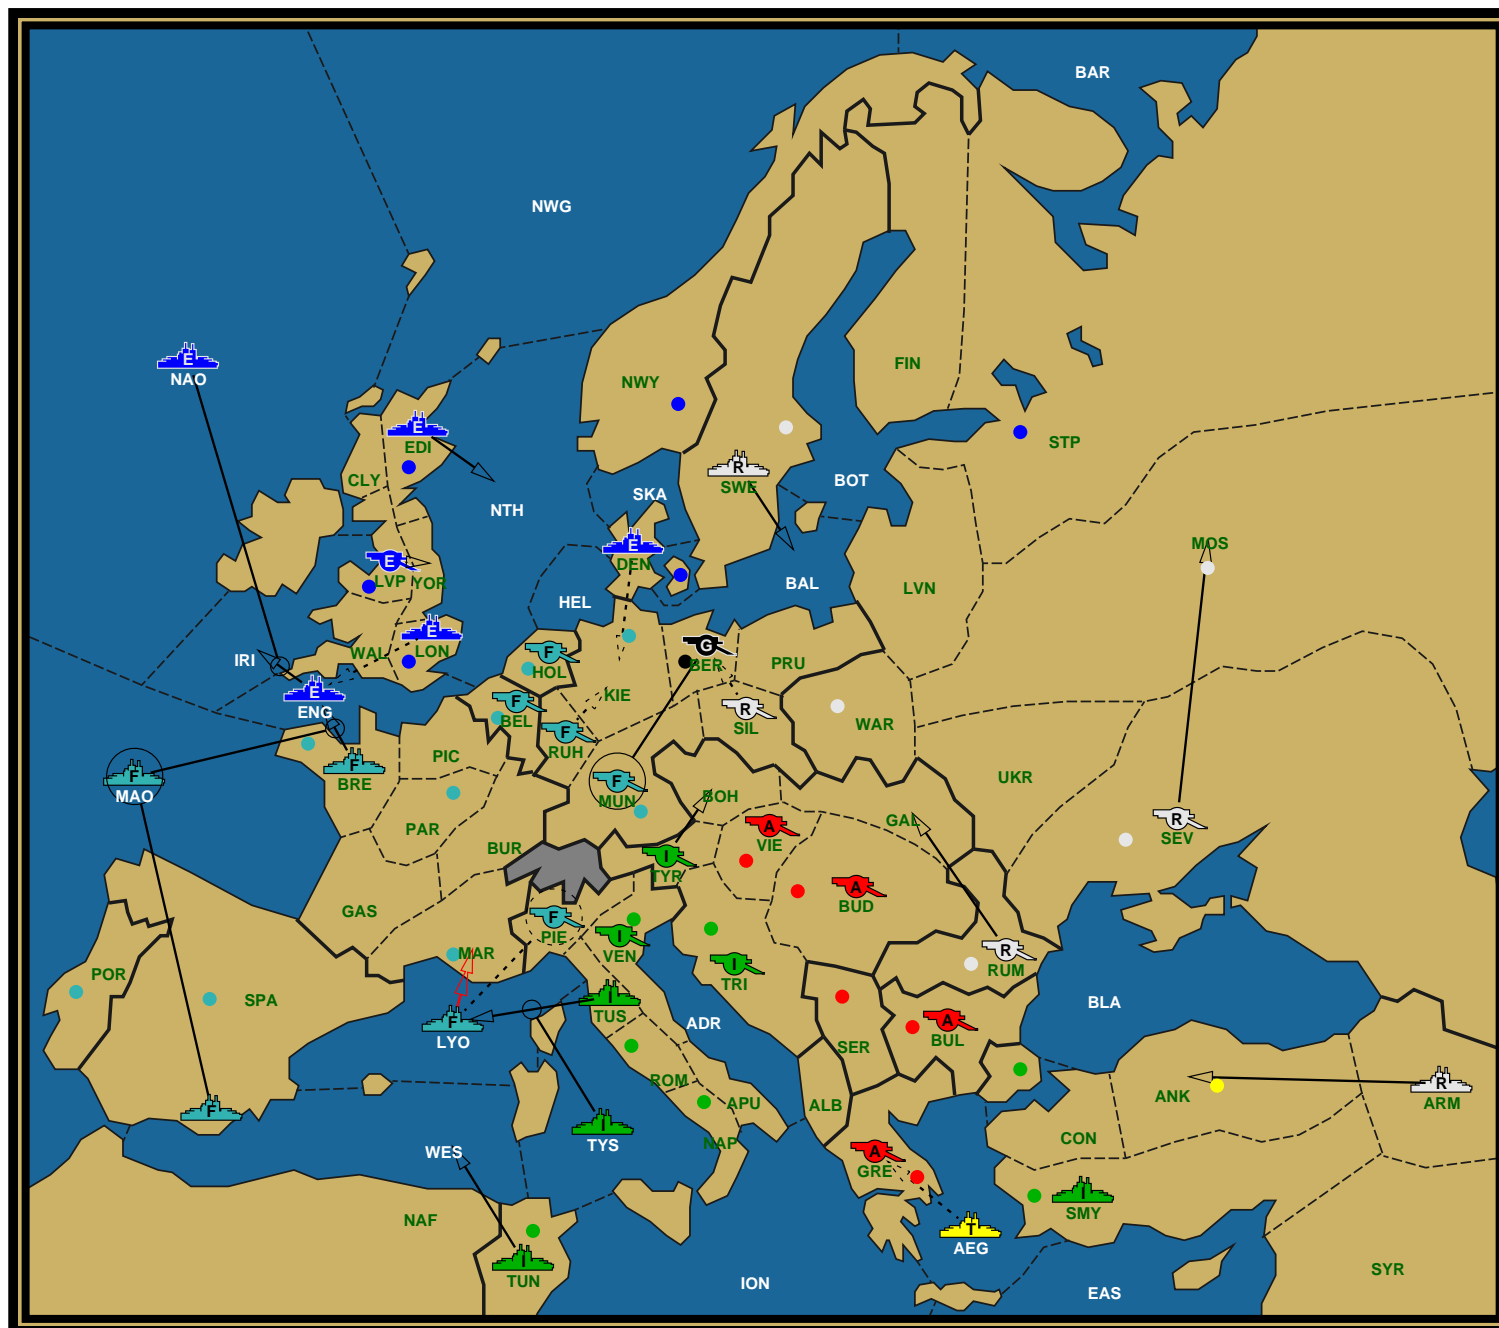 BAR
NWG
E
NAO
NWY
FIN
E
EDI
STP
CLY
R
SWE
BOT
SKA
NTH
MOS
E
DEN
E
LVP
YOR
BAL
LVN
HEL
E
LON
WAL
IRI
F
HOL
G
BER
PRU
KIE
E
ENG
F
BEL
R
SIL
WAR
F
RUH
PIC
F
BRE
F
MAO
F
MUN
UKR
BOH
R
SEV
GAL
A
VIE
PAR
BUR
I
TYR
A
BUD
GAS
F
PIE
I
VEN
MAR
R
RUM
I
TRI
POR
SPA
I
TUS
BLA
F
LYO
ADR
A
BUL
SER
ROM
R
ARM
ANK
APU
ALB
F
I
TYS
CON
NAP
WES
A
GRE
I
SMY
NAF
T
AEG
I
TUN
ION
SYR
EAS